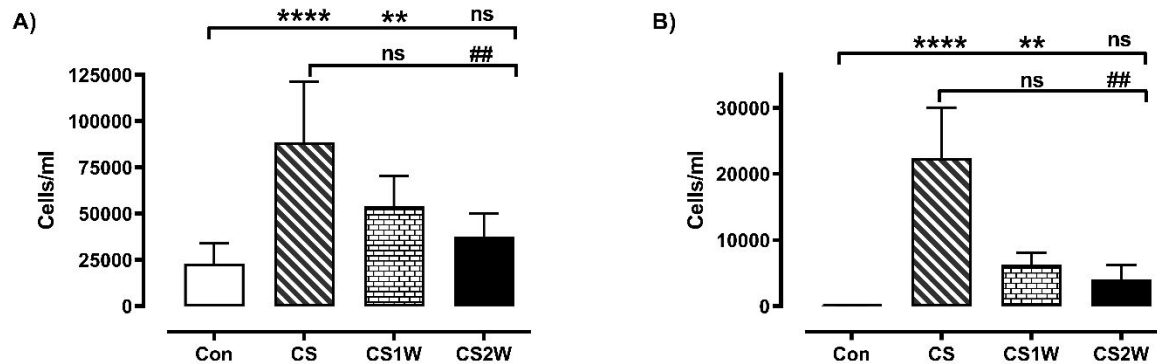 A)
**** ** ns
ns ##
Cells/ml
125000
100000
75000
50000
25000
0
Con CS CS1W CS2W
B)
**** ** ns
ns ##
Cells/ml
30000
20000
10000
0
Con CS CS1W CS2W